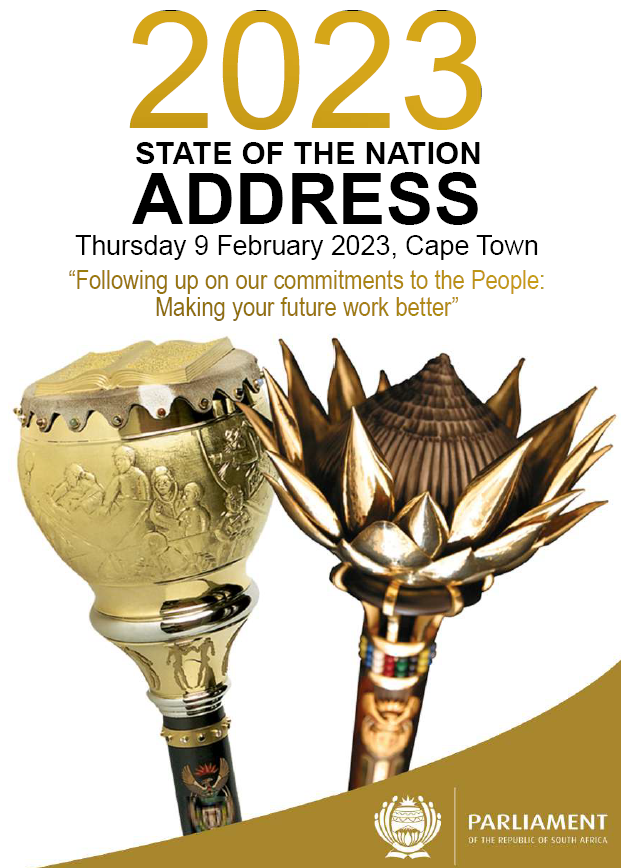 2023
STATE OF THE NATION
ADDRESS
Thursday 9 February 2023, Cape Town
“Following up on our commitments to the People:
Making your future work better”
PARLIAMENT
OF THE REPUBLIC OF SOUTH AFRICA